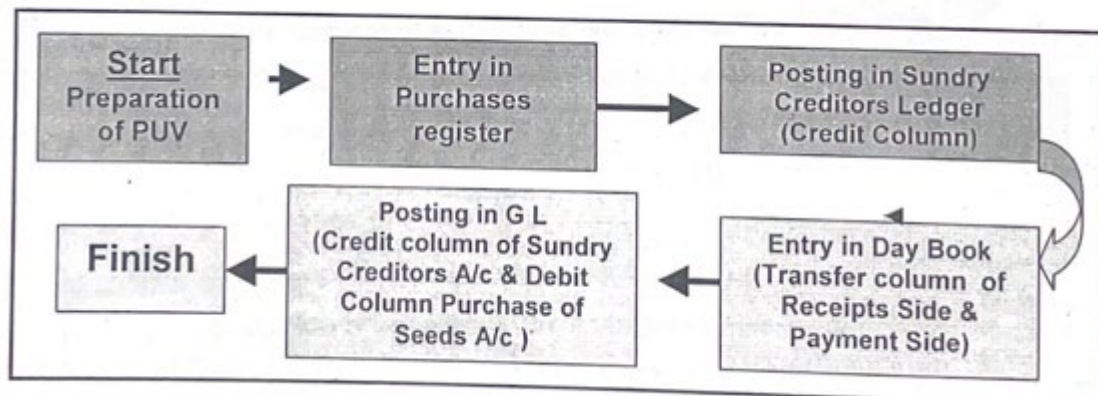 Start
Preparation
of PUV
Entry in
Purchases
register
Posting in Sundry
Creditors Ledger
(Credit Column)
Entry in Day Book
(Transfer column of
Receipts Side &
Payment Side)
Posting in G L
(Credit column of Sundry
Creditors A/c & Debit
Column Purchase of
Seeds A/c )
Finish